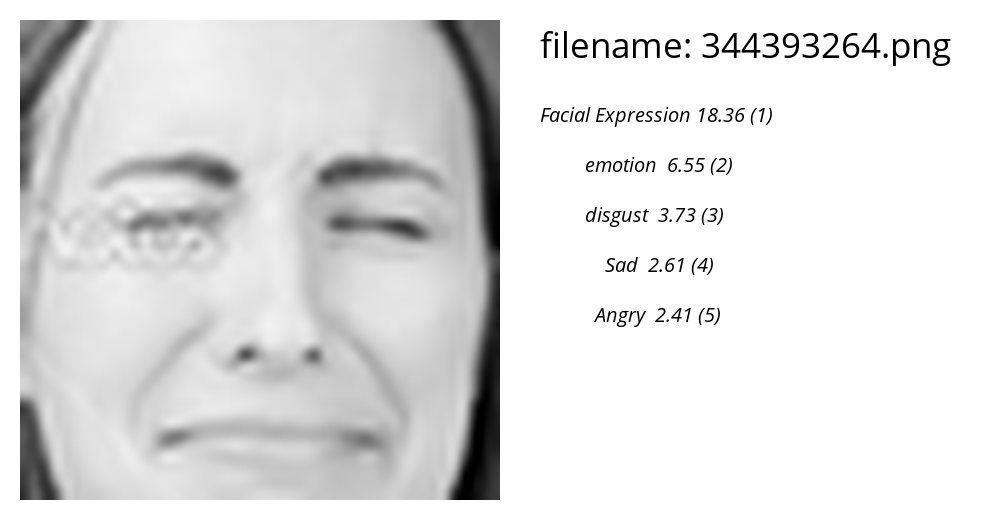 filename: 344393264.png
Facial Expression 18.36 (1)
emotion 6.55 (2)
disgust 3.73 (3)
Sad 2.61 (4)
Angry 2.41 (5)